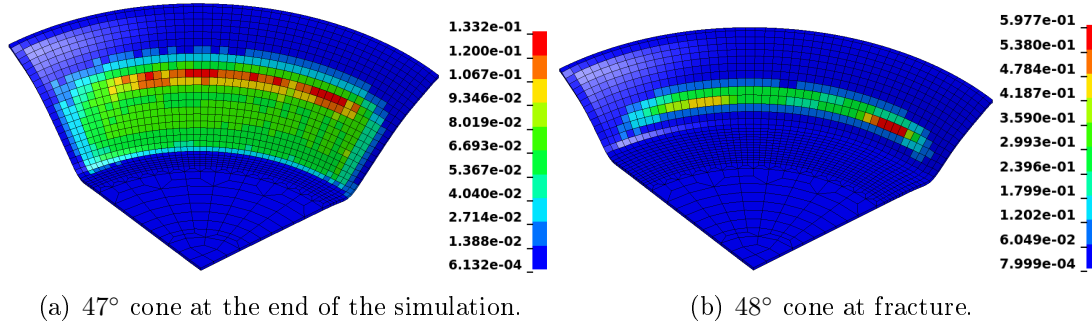 1.332e-01
1.200e-01
1.067e-01
9.346e-02
8.019e-02
6.693e-02
5.367e-02
4.040e-02
2.714e-02
1.388e-02
6.132e-04
5.977e-01
5.380e-01
4.784e-01
4.187e-01
3.590e-01
2.993e-01
2.396e-01
1.799e-01
1.202e-01
6.049e-02
7.999e-04
(a) 47° cone at the end of the simulation.
(b) 48° cone at fracture.